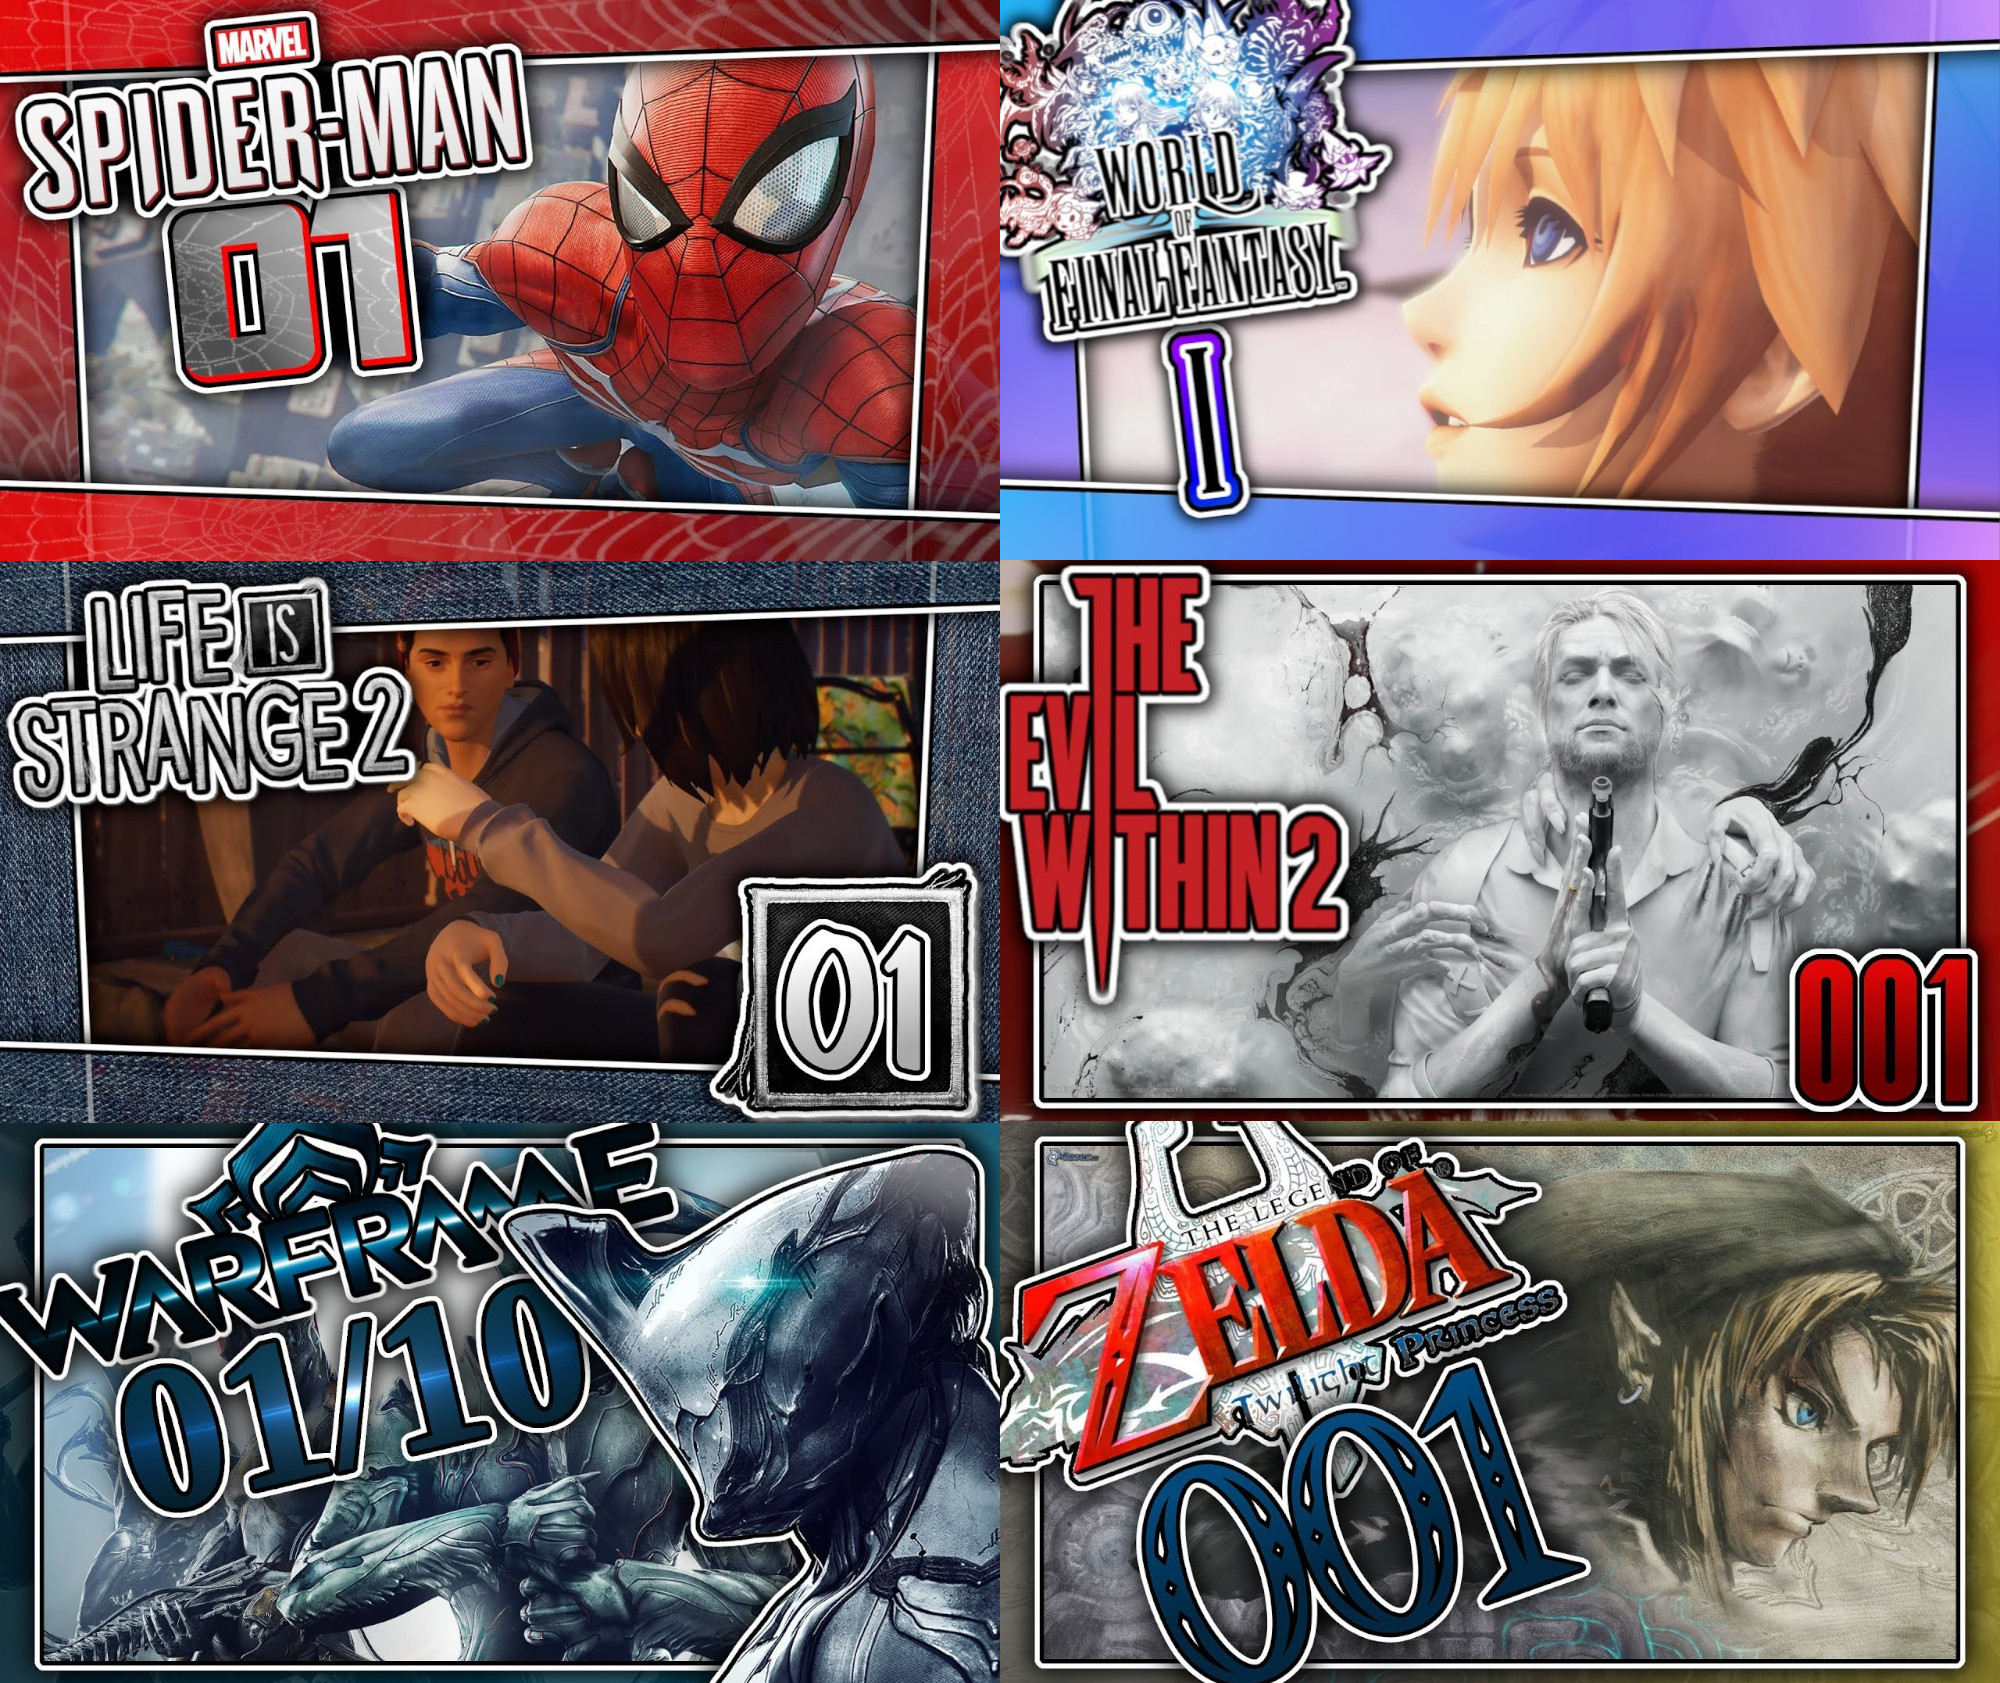 MARVEL
SPIDER-MAN
01
WORLD
OF
FINAL FANTASY
I
LIFE IS
STRANGE 2
01
THE
EVIL
WITHIN 2
001
WARFRAME
01/10
THE LEGEND OF
ZELDA
Twilight Princess
001